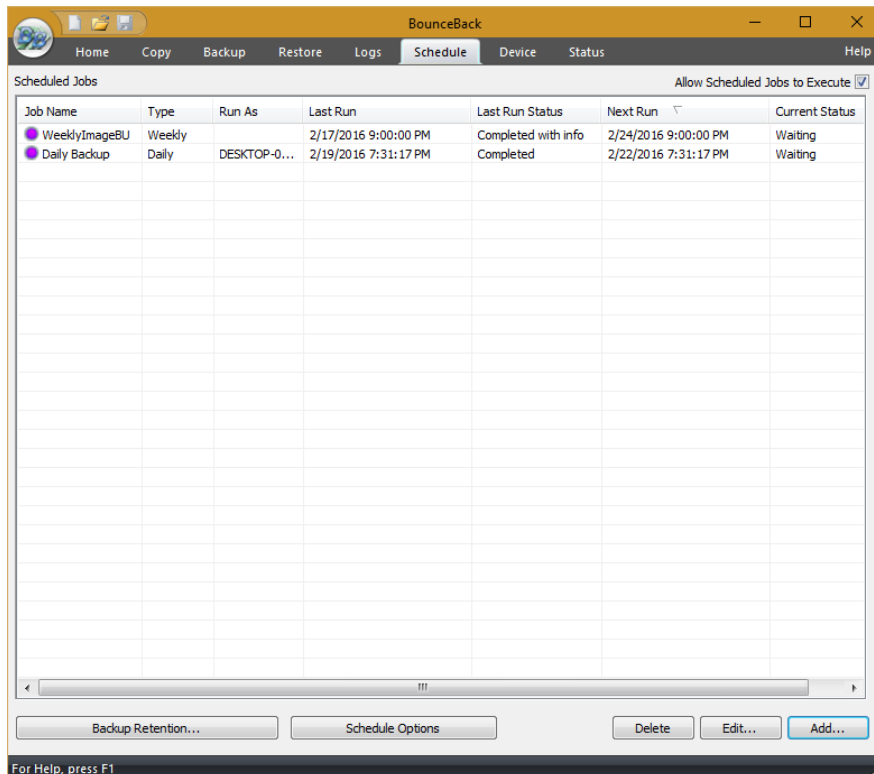 BounceBack
Home Copy Backup Restore Logs Schedule Device Status Help
Scheduled Jobs Allow Scheduled Jobs to Execute
Job Name Type Run As Last Run Last Run Status Next Run Current Status
WeeklyImageBU Weekly 2/17/2016 9:00:00 PM Completed with info 2/24/2016 9:00:00 PM Waiting
Daily Backup Daily DESKTOP-0... 2/19/2016 7:31:17 PM Completed 2/22/2016 7:31:17 PM Waiting
Backup Retention... Schedule Options Delete Edit... Add...
For Help, press F1